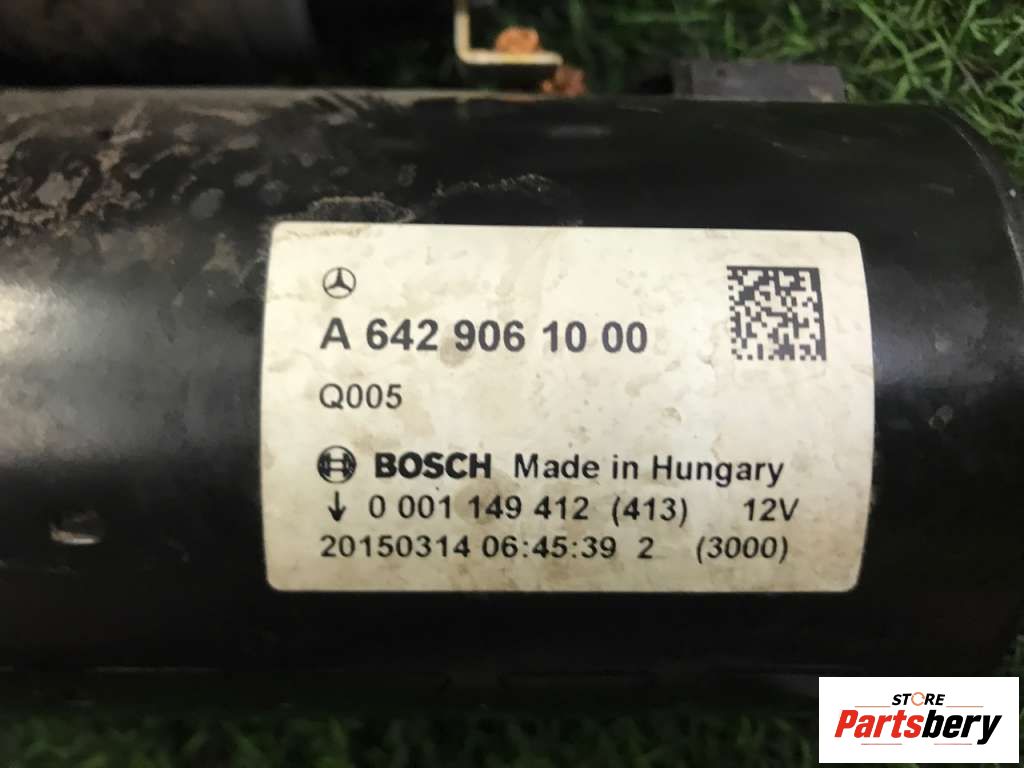 A 642 906 10 00
Q005
BOSCH Made in Hungary
0 001 149 412 (413) 12V
20150314 06:45:39 2 (3000)
STORE
Partsbery